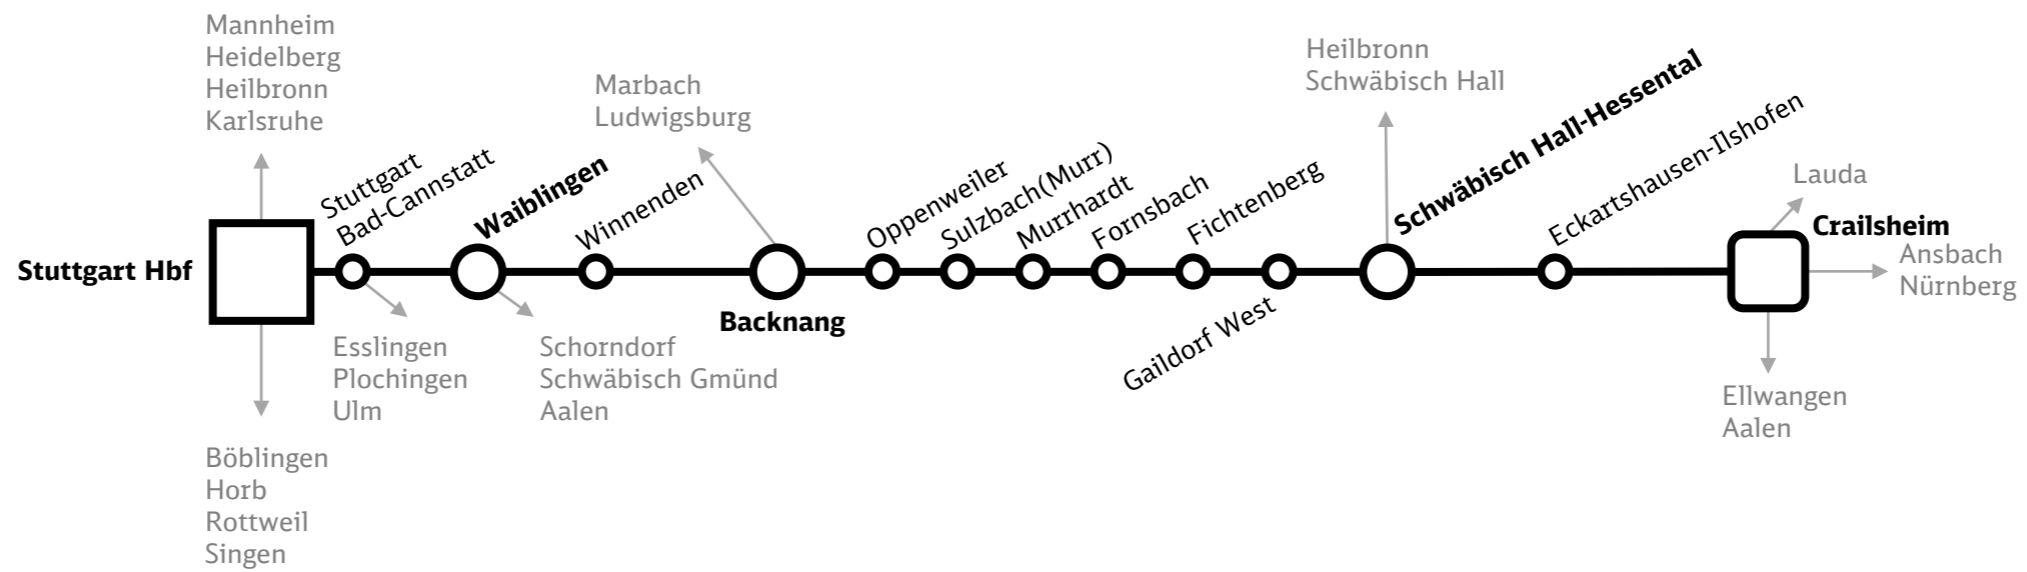 Mannheim
Heidelberg
Heilbronn
Karlsruhe
Stuttgart Hbf
Stuttgart
Bad-Cannstatt
Esslingen
Plochingen
Ulm
Böblingen
Horb
Rottweil
Singen
Waiblingen
Schorndorf
Schwäbisch Gmünd
Aalen
Winnenden
Marbach
Ludwigsburg
Backnang
Oppenweiler
Sulzbach(Murr)
Murrhardt
Fornsbach
Fichtenberg
Gaildorf West
Heilbronn
Schwäbisch Hall
Schwäbisch Hall-Hessental
Eckartshausen-Ilshofen
Lauda
Crailsheim
Ansbach
Nürnberg
Ellwangen
Aalen